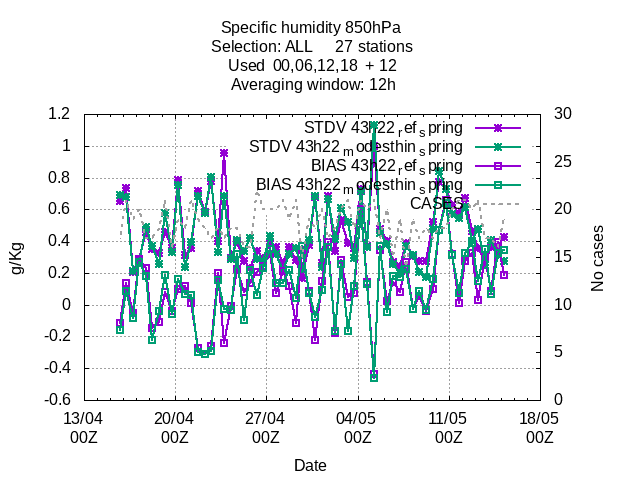 Specific humidity 850hPa
Selection: ALL     27 stations
Used  00,06,12,18  + 12
Averaging window: 12h
STDV 43h22_ref_spring
STDV 43h22_modesthin_spring
BIAS 43h22_ref_spring
BIAS 43h22_modesthin_spring
CASES
1.2
1
0.8
0.6
0.4
0.2
0
-0.2
-0.4
-0.6
30
25
20
15
10
5
0
g/Kg
No cases
13/04 20/04 27/04 04/05 11/05 18/05
00Z 00Z 00Z 00Z 00Z 00Z
Date